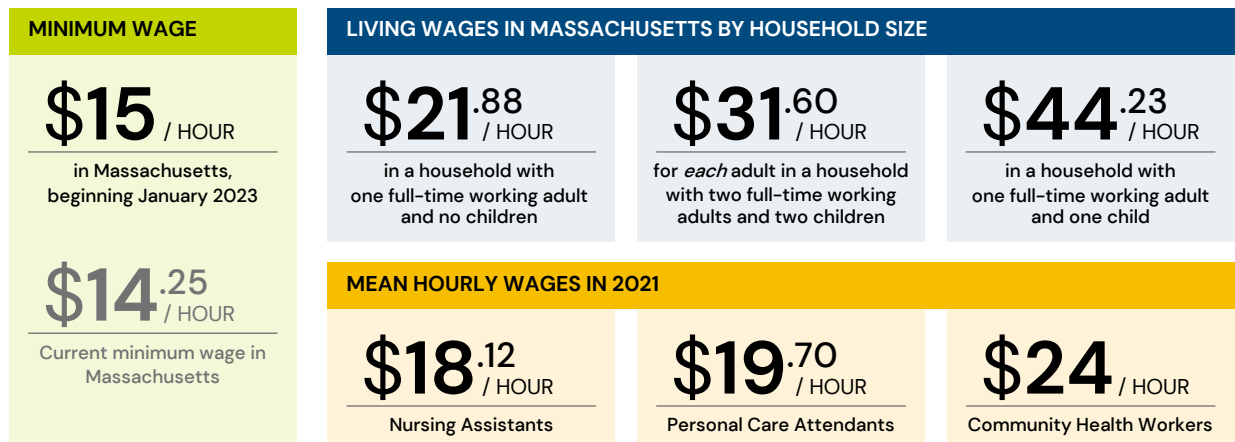 MINIMUM WAGE
$15 / HOUR
in Massachusetts,
beginning January 2023
$14.25 / HOUR
Current minimum wage in
Massachusetts
LIVING WAGES IN MASSACHUSETTS BY HOUSEHOLD SIZE
$21.88 / HOUR
in a household with
one full-time working adult
and no children
$31.60 / HOUR
for each adult in a household
with two full-time working
adults and two children
$44.23 / HOUR
in a household with
one full-time working adult
and one child
MEAN HOURLY WAGES IN 2021
$18.12 / HOUR
Nursing Assistants
$19.70 / HOUR
Personal Care Attendants
$24 / HOUR
Community Health Workers